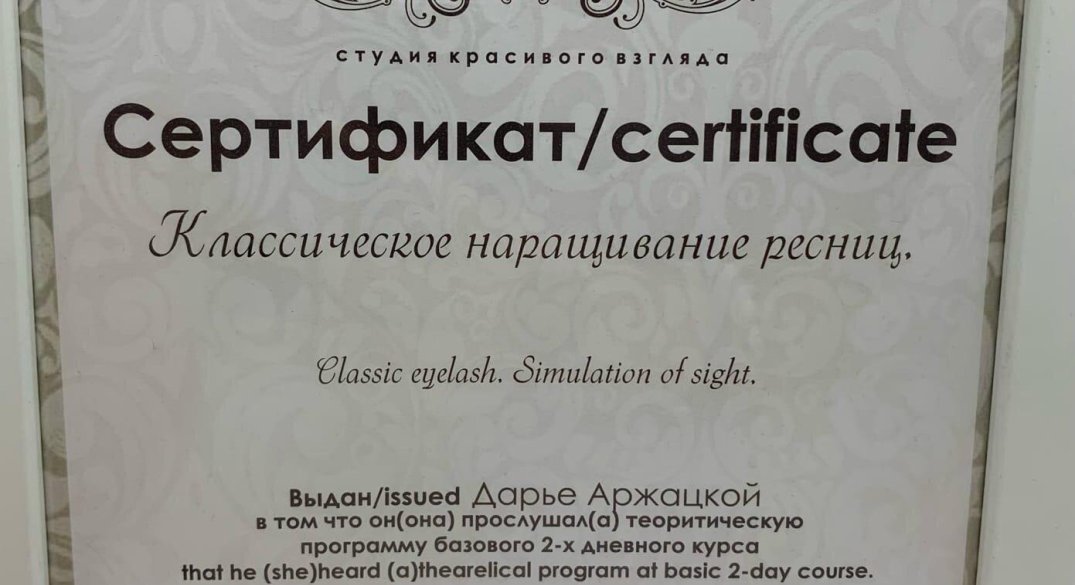 студия красивого взгляда
Сертификат/certificate
Классическое наращивание ресниц.
Classic eyelash. Simulation of sight.
Выдан/issued Дарье Аржацкой
в том что он(она) прослушал(а) теоритическую
программу базового 2-х дневного курса
that he (she)heard (a)thearelical program at basic 2-day course.